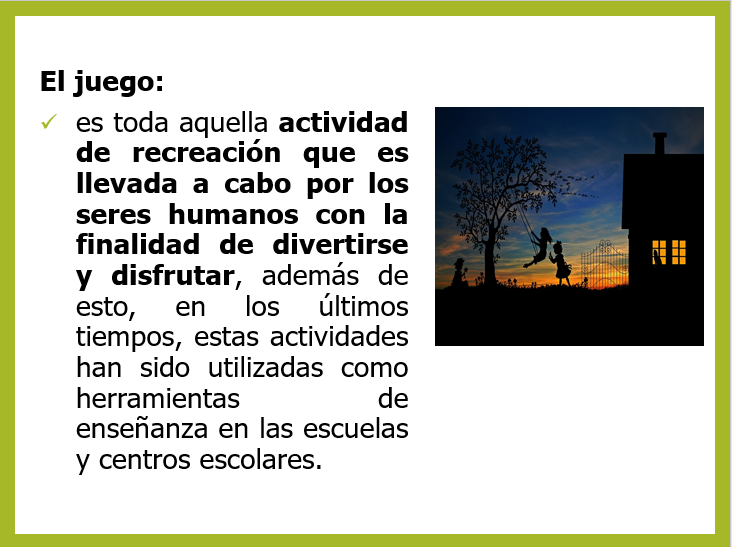 El juego:
✓ es toda aquella actividad
de recreación que es
llevada a cabo por los
seres humanos con la
finalidad de divertirse
y disfrutar, además de
esto, en los últimos
tiempos, estas actividades
han sido utilizadas como
herramientas de
enseñanza en las escuelas
y centros escolares.